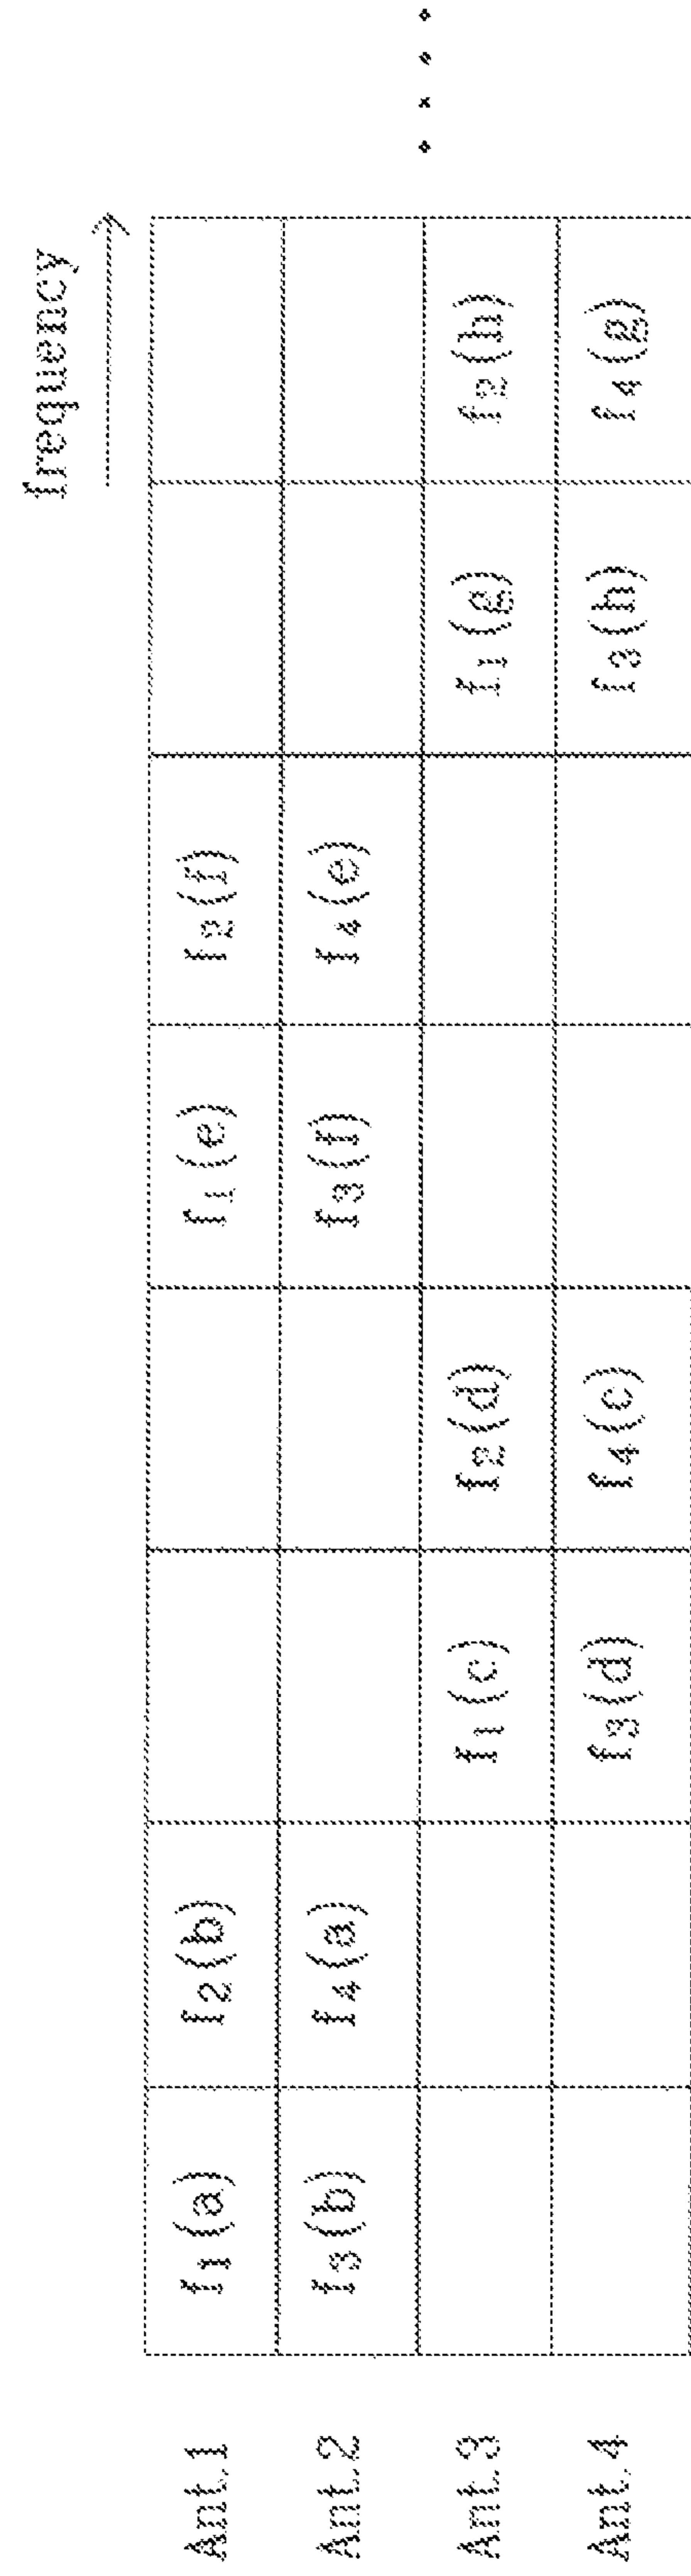 frequency
Ant.1 f₁(a) f₂(b) f₁(e) f₂(f)
Ant.2 f₃(b) f₄(a) f₃(f) f₄(e)
Ant.3 f₁(c) f₂(d) f₁(g) f₂(h)
Ant.4 f₃(d) f₄(c) f₃(h) f₄(g)